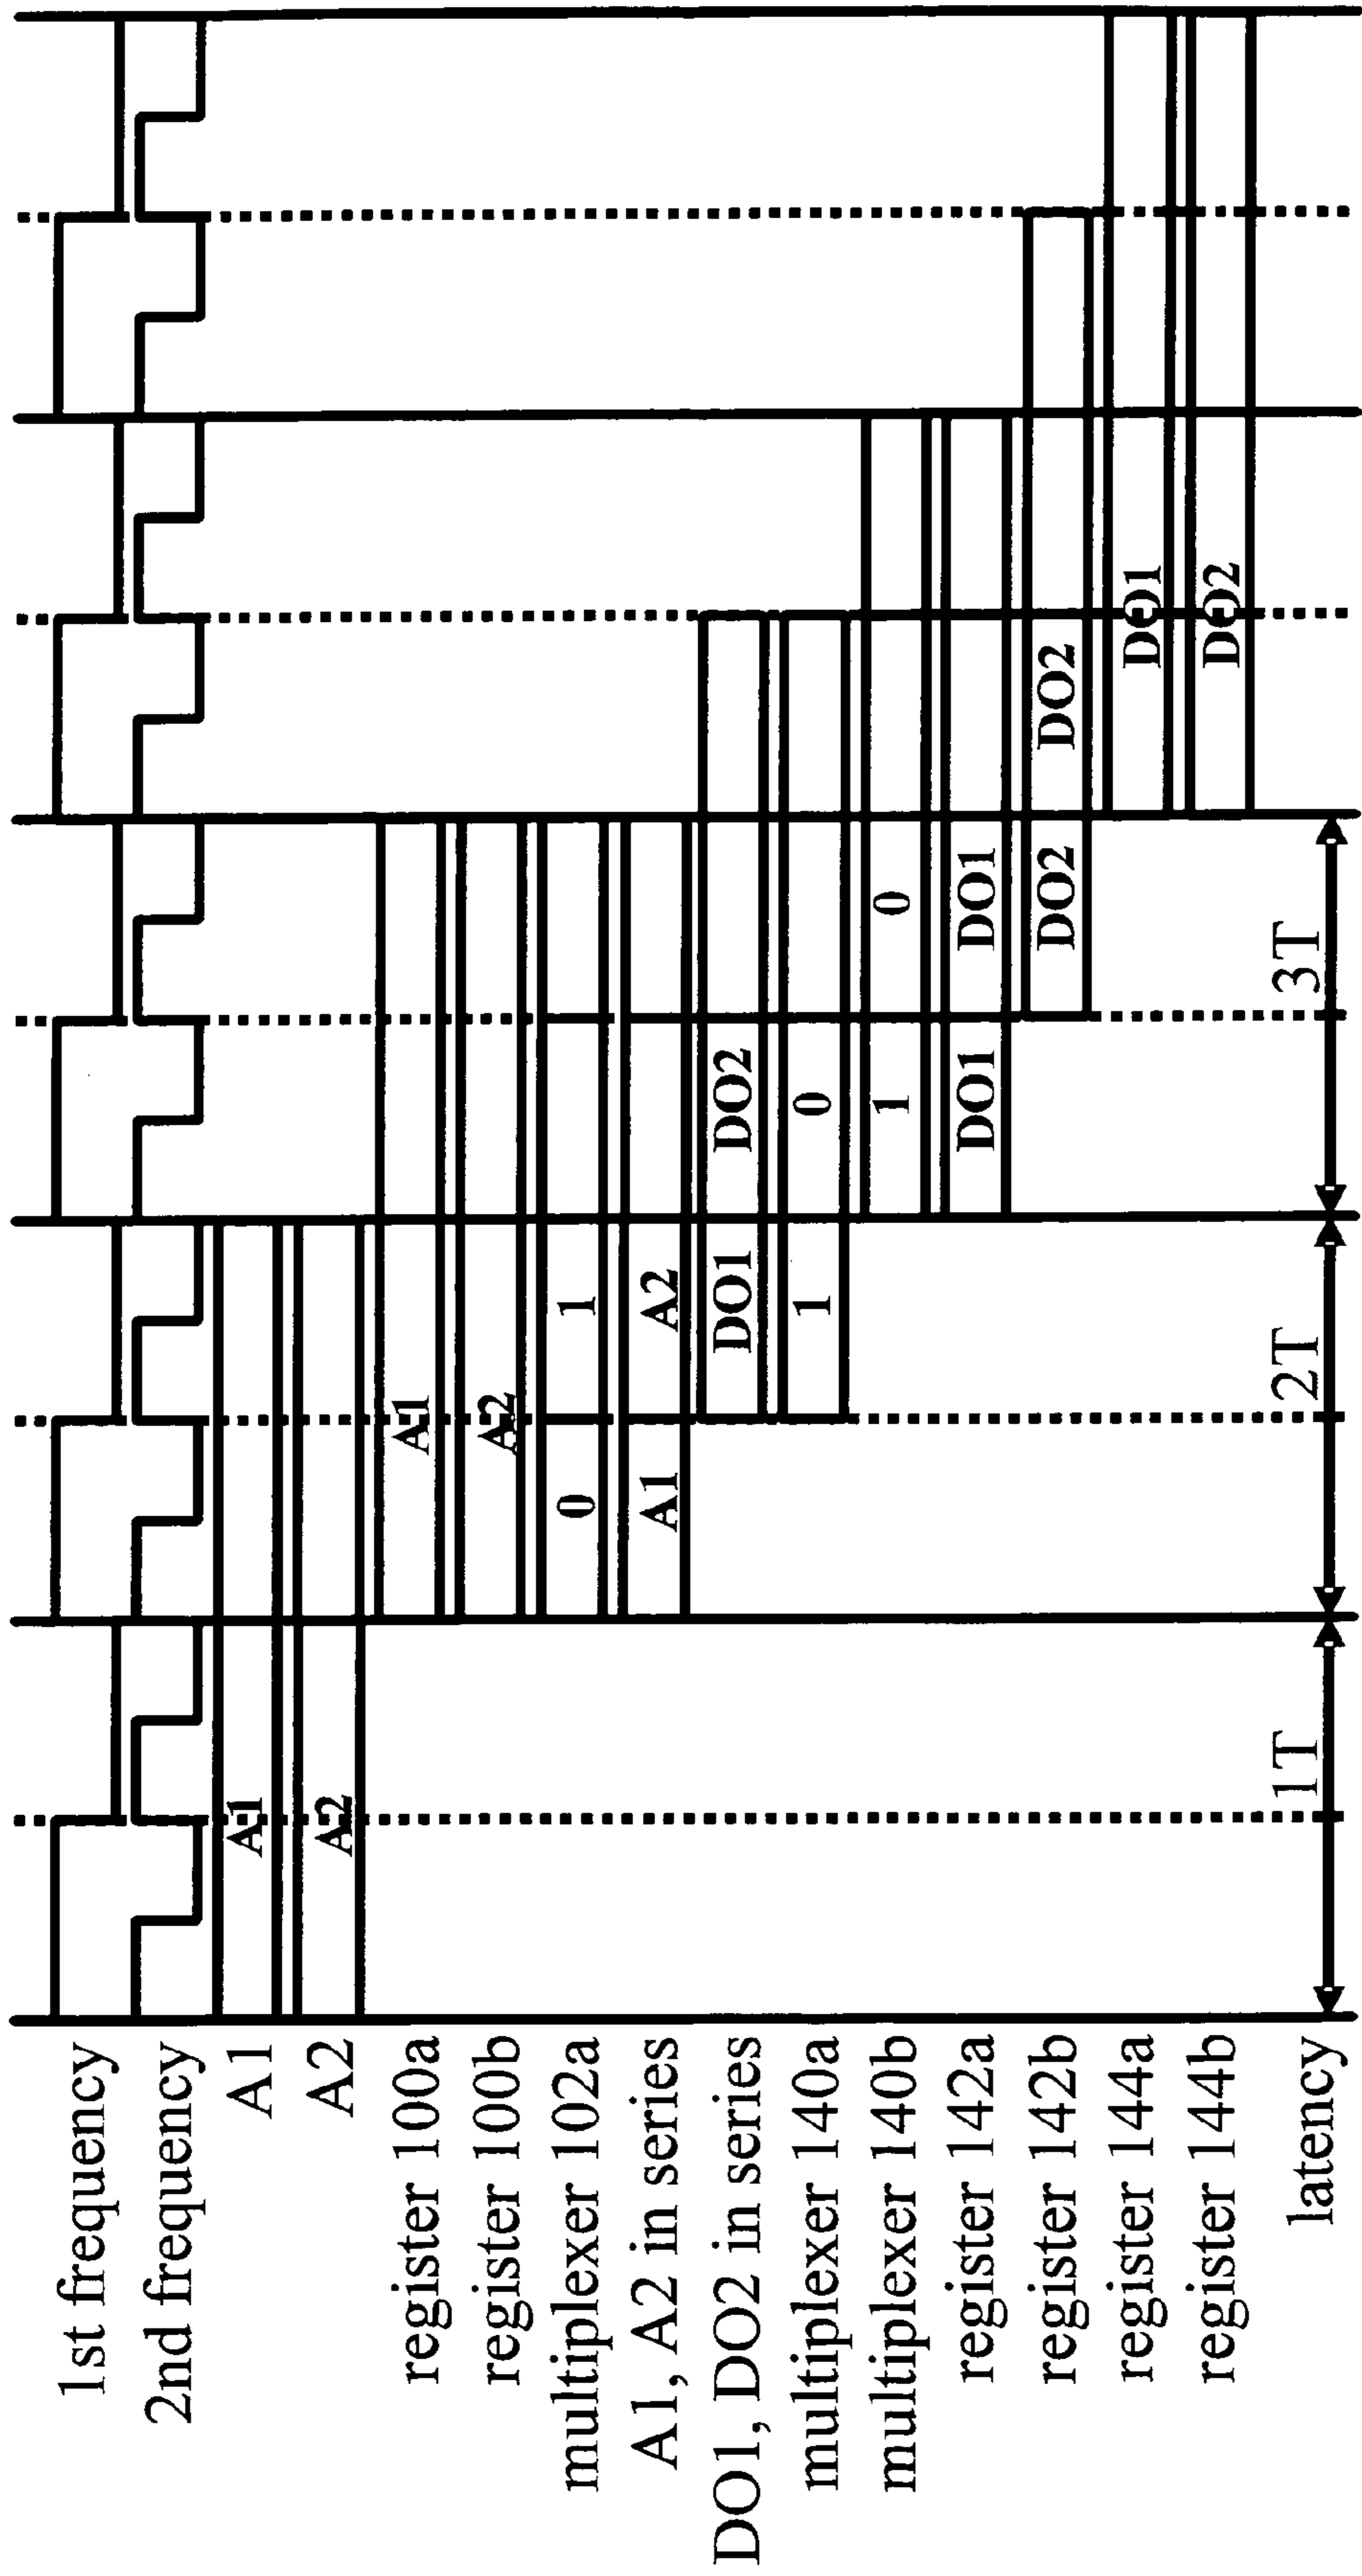 1st frequency
2nd frequency
A1 A1
A2 A2
register 100a A1
register 100b A2
multiplexer 102a 0 1
A1, A2 in series A1 A2
DO1, DO2 in series DO1 DO2
multiplexer 140a 1 0
multiplexer 140b 1 0
register 142a DO1 DO1
register 142b DO2 DO2
register 144a DO1
register 144b DO2
latency 1T 2T 3T